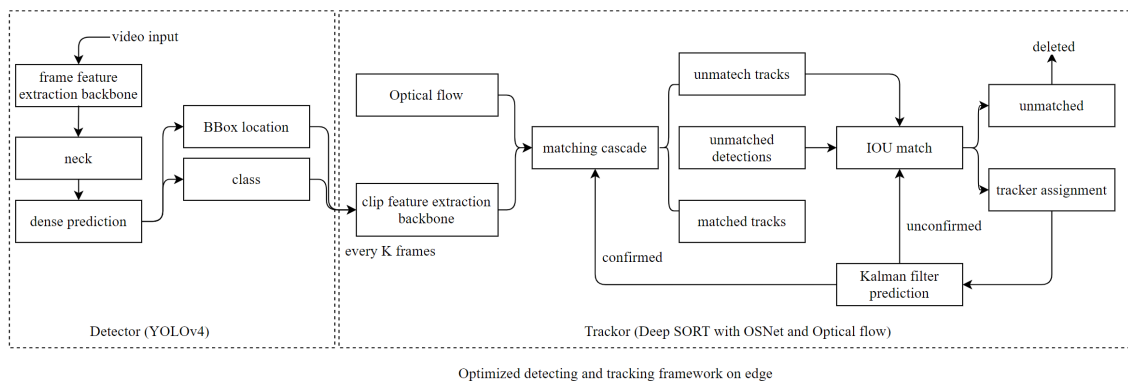 video input
frame feature
extraction backbone
neck
dense prediction
BBox location
class
Detector (YOLOv4)
Optical flow
clip feature extraction
backbone
every K frames
matching cascade
unmatech tracks
unmatched
detections
matched tracks
confirmed
IOU match
unconfirmed
Kalman filter
prediction
deleted
unmatched
tracker assignment
Trackor (Deep SORT with OSNet and Optical flow)
Optimized detecting and tracking framework on edge